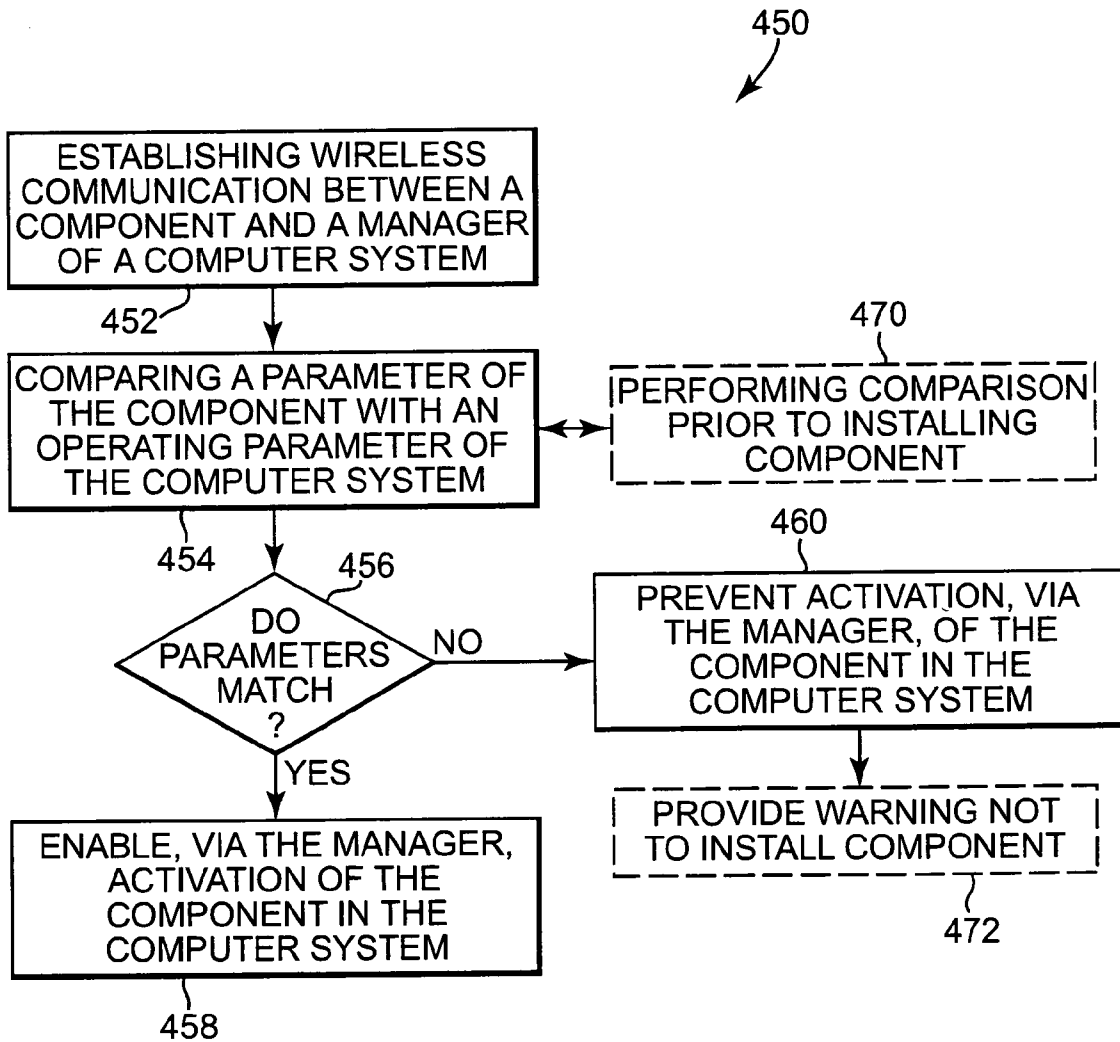 450
ESTABLISHING WIRELESS
COMMUNICATION BETWEEN A
COMPONENT AND A MANAGER
OF A COMPUTER SYSTEM
452
COMPARING A PARAMETER OF
THE COMPONENT WITH AN
OPERATING PARAMETER OF
THE COMPUTER SYSTEM
454
470
PERFORMING COMPARISON
PRIOR TO INSTALLING
COMPONENT
456
DO
PARAMETERS
MATCH
?
NO
YES
460
PREVENT ACTIVATION, VIA
THE MANAGER, OF THE
COMPONENT IN THE
COMPUTER SYSTEM
PROVIDE WARNING NOT
TO INSTALL COMPONENT
472
ENABLE, VIA THE MANAGER,
ACTIVATION OF THE
COMPONENT IN THE
COMPUTER SYSTEM
458